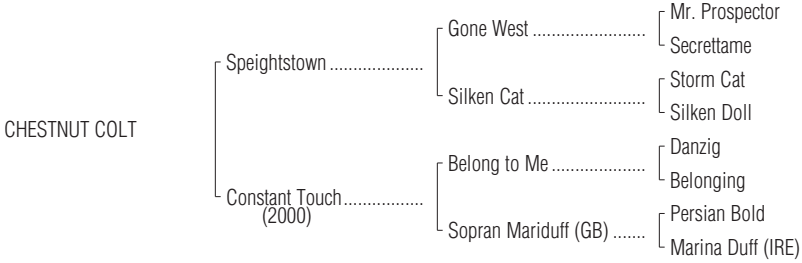 Mr. Prospector
Gone West ........................
Secrettame
Speightstown ....................
Storm Cat
Silken Cat .........................
Silken Doll
CHESTNUT COLT
Danzig
Belong to Me ....................
Belonging
Constant Touch .................
(2000)
Persian Bold
Sopran Mariduff (GB) .......
Marina Duff (IRE)